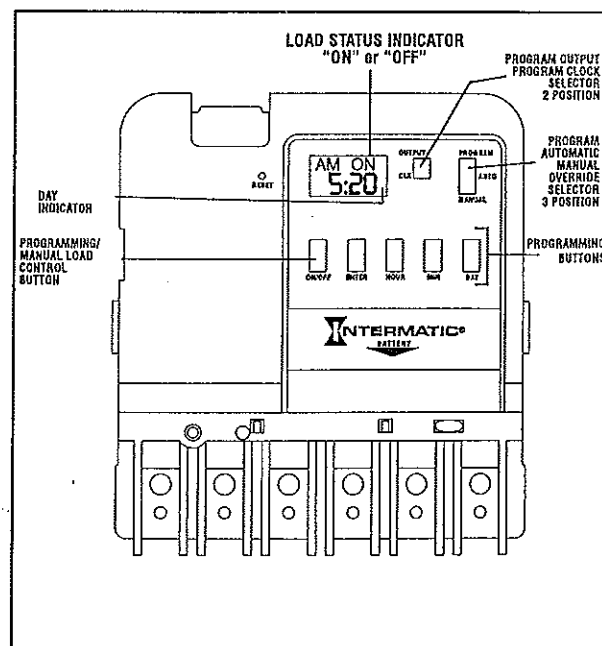 LOAD STATUS INDICATOR
"ON" or "OFF"
PROGRAM OUTPUT
PROGRAM CLOCK
SELECTOR
2 POSITION
PROGRAM
AUTOMATIC
MANUAL
OVERRIDE
SELECTOR
3 POSITION
OUTPUT
CLK
PROGRAM
AUTO
MANUAL
AM ON
5:20
RESET
DAY
INDICATOR
PROGRAMMING/
MANUAL LOAD
CONTROL
BUTTON
PROGRAMMING
BUTTONS
ON/OFF ENTER HOUR MIN DAY
INTERMATIC®
BATTERY